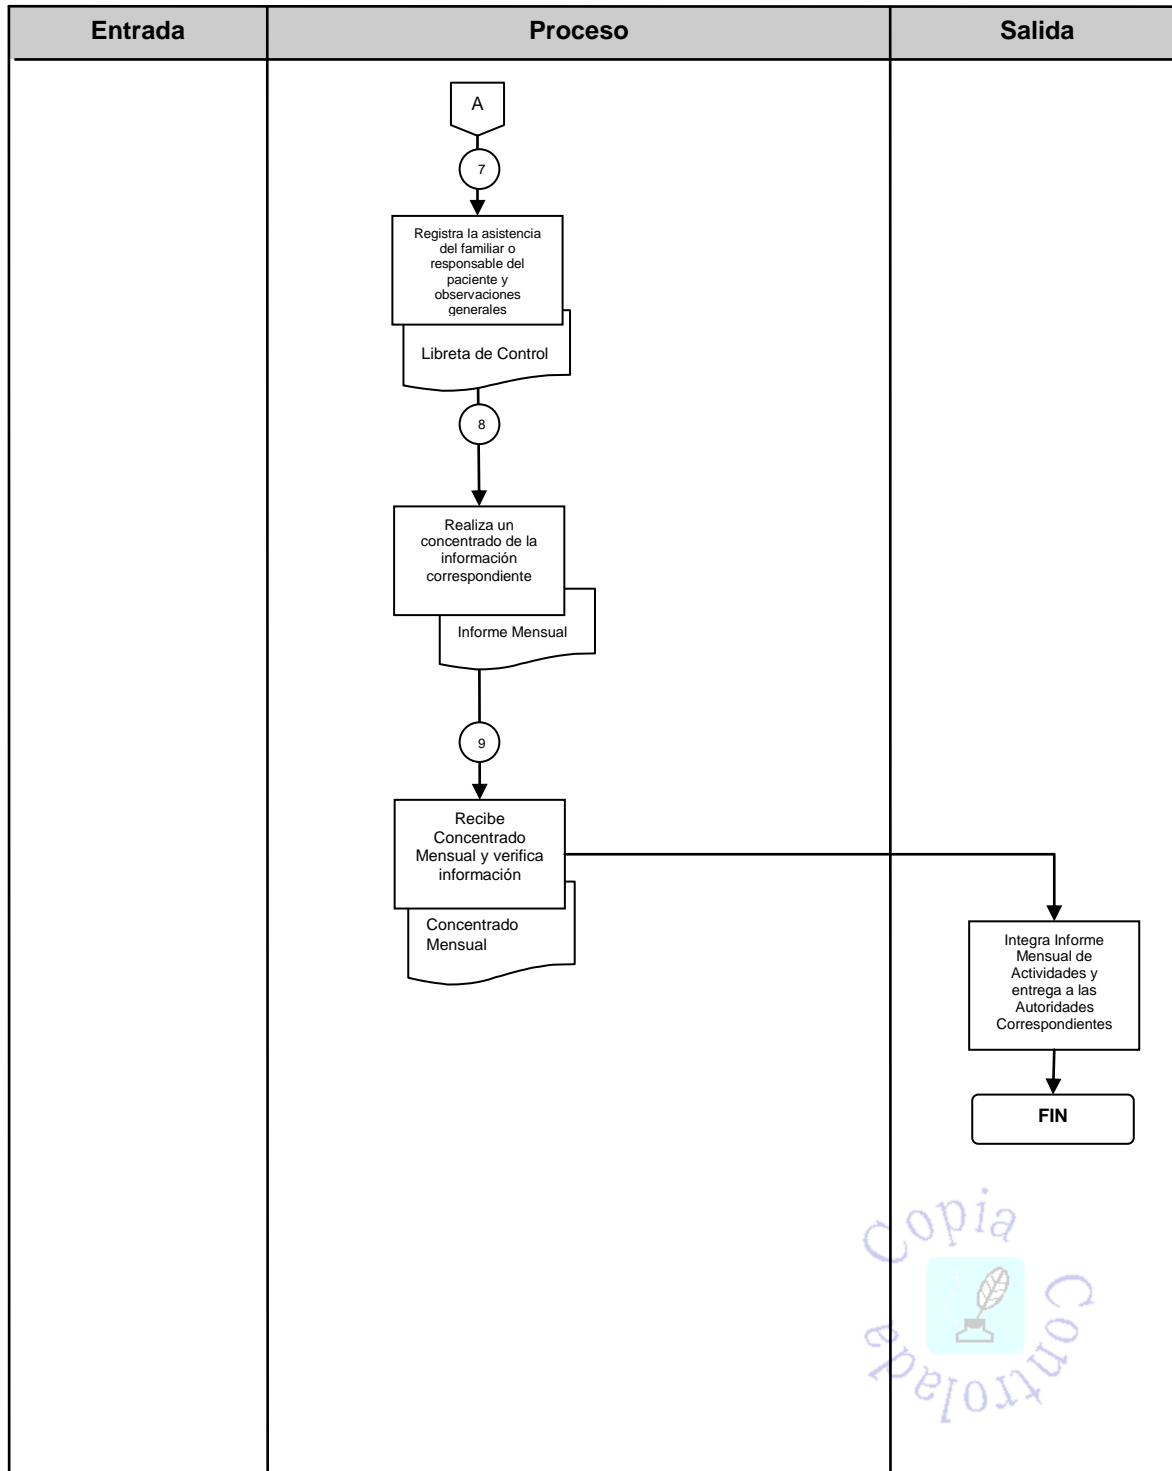 Entrada
Proceso
Salida
A
7
Registra la asistencia
del familiar o
responsable del
paciente y
observaciones
generales
Libreta de Control
8
Realiza un
concentrado de la
información
correspondiente
Informe Mensual
9
Recibe
Concentrado
Mensual y verifica
información
Concentrado
Mensual
Integra Informe
Mensual de
Actividades y
entrega a las
Autoridades
Correspondientes
FIN
Copia
Controlada